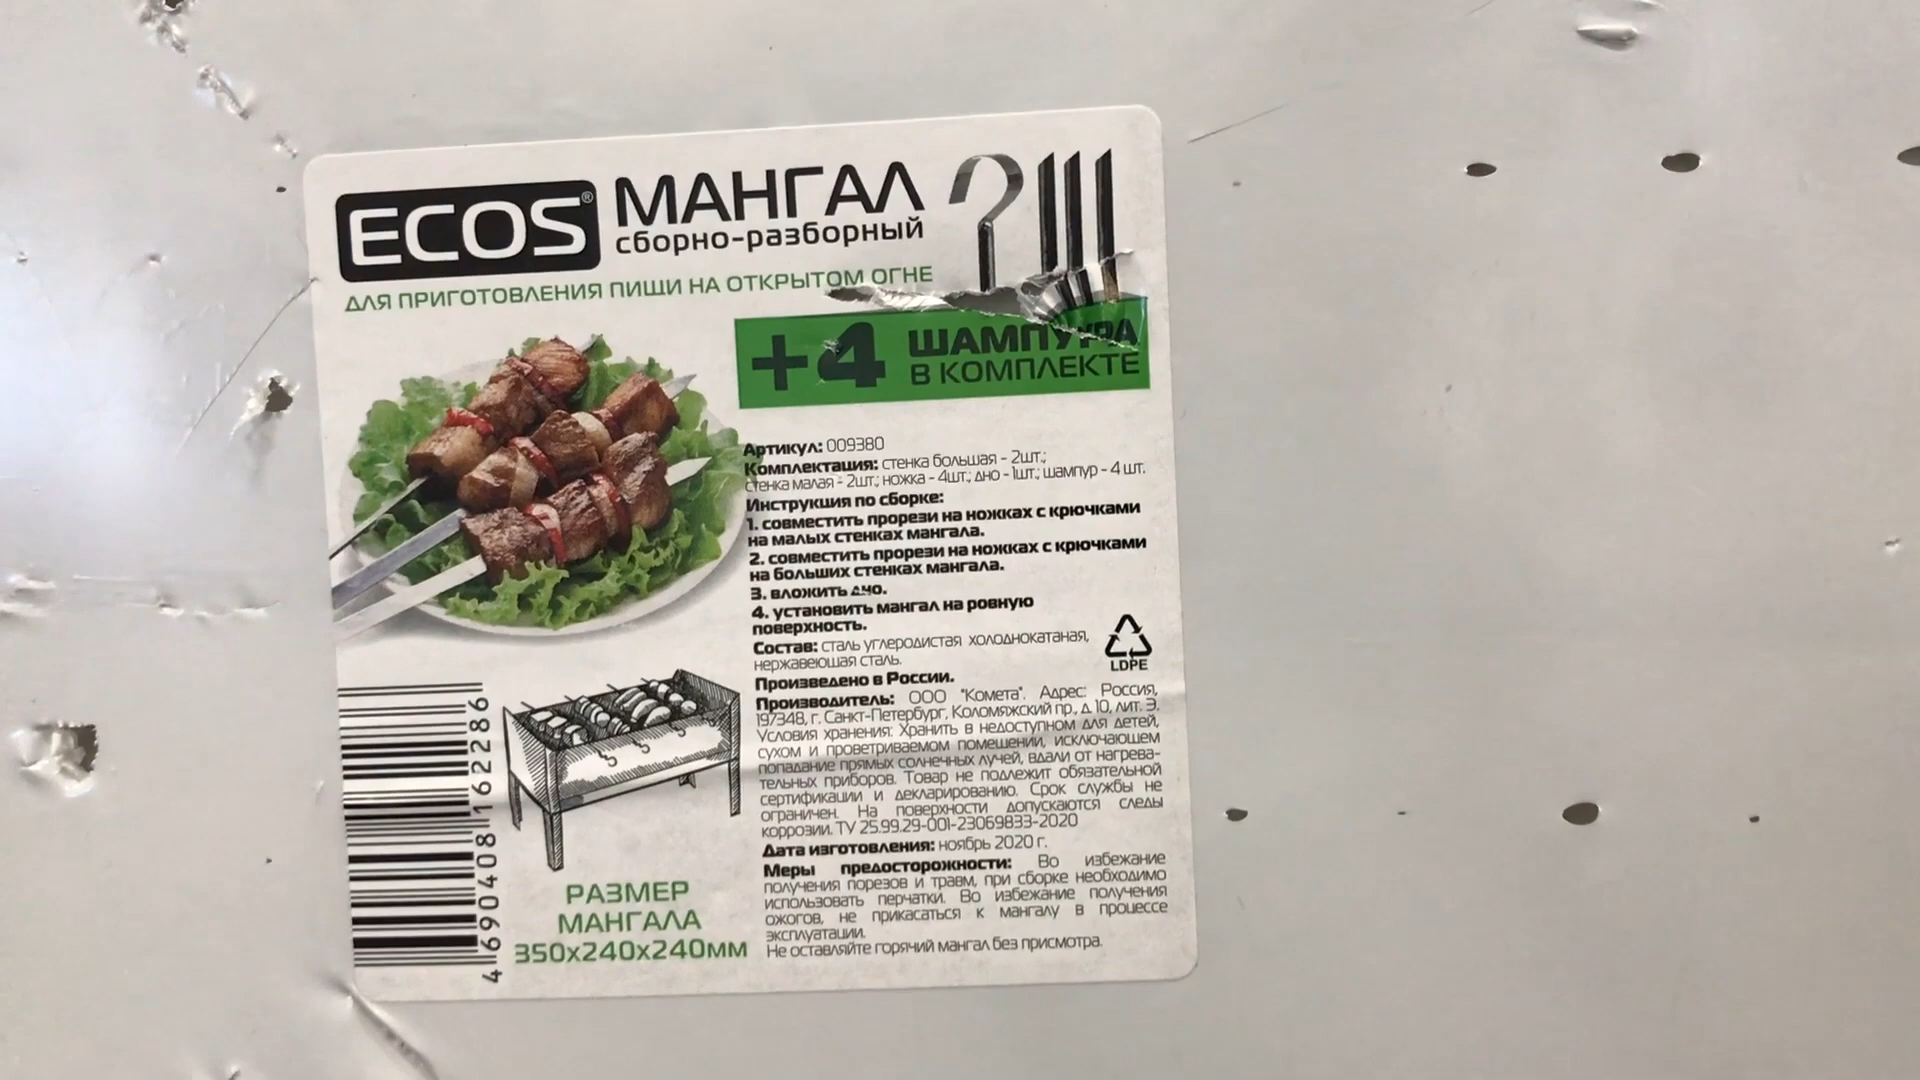 ECOS®
МАНГАЛ
сборно-разборный
ДЛЯ ПРИГОТОВЛЕНИЯ ПИЩИ НА ОТКРЫТОМ ОГНЕ
+4 ШАМПУРА
В КОМПЛЕКТЕ
Артикул: 009380
Комплектация: стенка большая - 2шт.;
стенка малая - 2шт.; ножка - 4шт.; дно - 1шт.; шампур - 4 шт.
Инструкция по сборке:
1. совместить прорези на ножках с крючками
на малых стенках мангала.
2. совместить прорези на ножках с крючками
на больших стенках мангала.
3. вложить дно.
4. установить мангал на ровную
поверхность.
Состав: сталь углеродистая холоднокатаная,
нержавеющая сталь.
LDPE
Произведено в России.
Производитель: ООО "Комета". Адрес: Россия,
197348, г. Санкт-Петербург, Коломяжский пр., д. 10, лит. Э.
Условия хранения: Хранить в недоступном для детей,
сухом и проветриваемом помещении, исключающем
попадание прямых солнечных лучей, вдали от нагрева-
тельных приборов. Товар не подлежит обязательной
сертификации и декларированию. Срок службы не
ограничен. На поверхности допускаются следы
коррозии. ТУ 25.99.29-001-23069833-2020
Дата изготовления: ноябрь 2020 г.
Меры предосторожности: Во избежание
получения порезов и травм, при сборке необходимо
использовать перчатки. Во избежание получения
ожогов, не прикасаться к мангалу в процессе
эксплуатации.
Не оставляйте горячий мангал без присмотра.
РАЗМЕР
МАНГАЛА
350х240х240мм
4 690408 162286